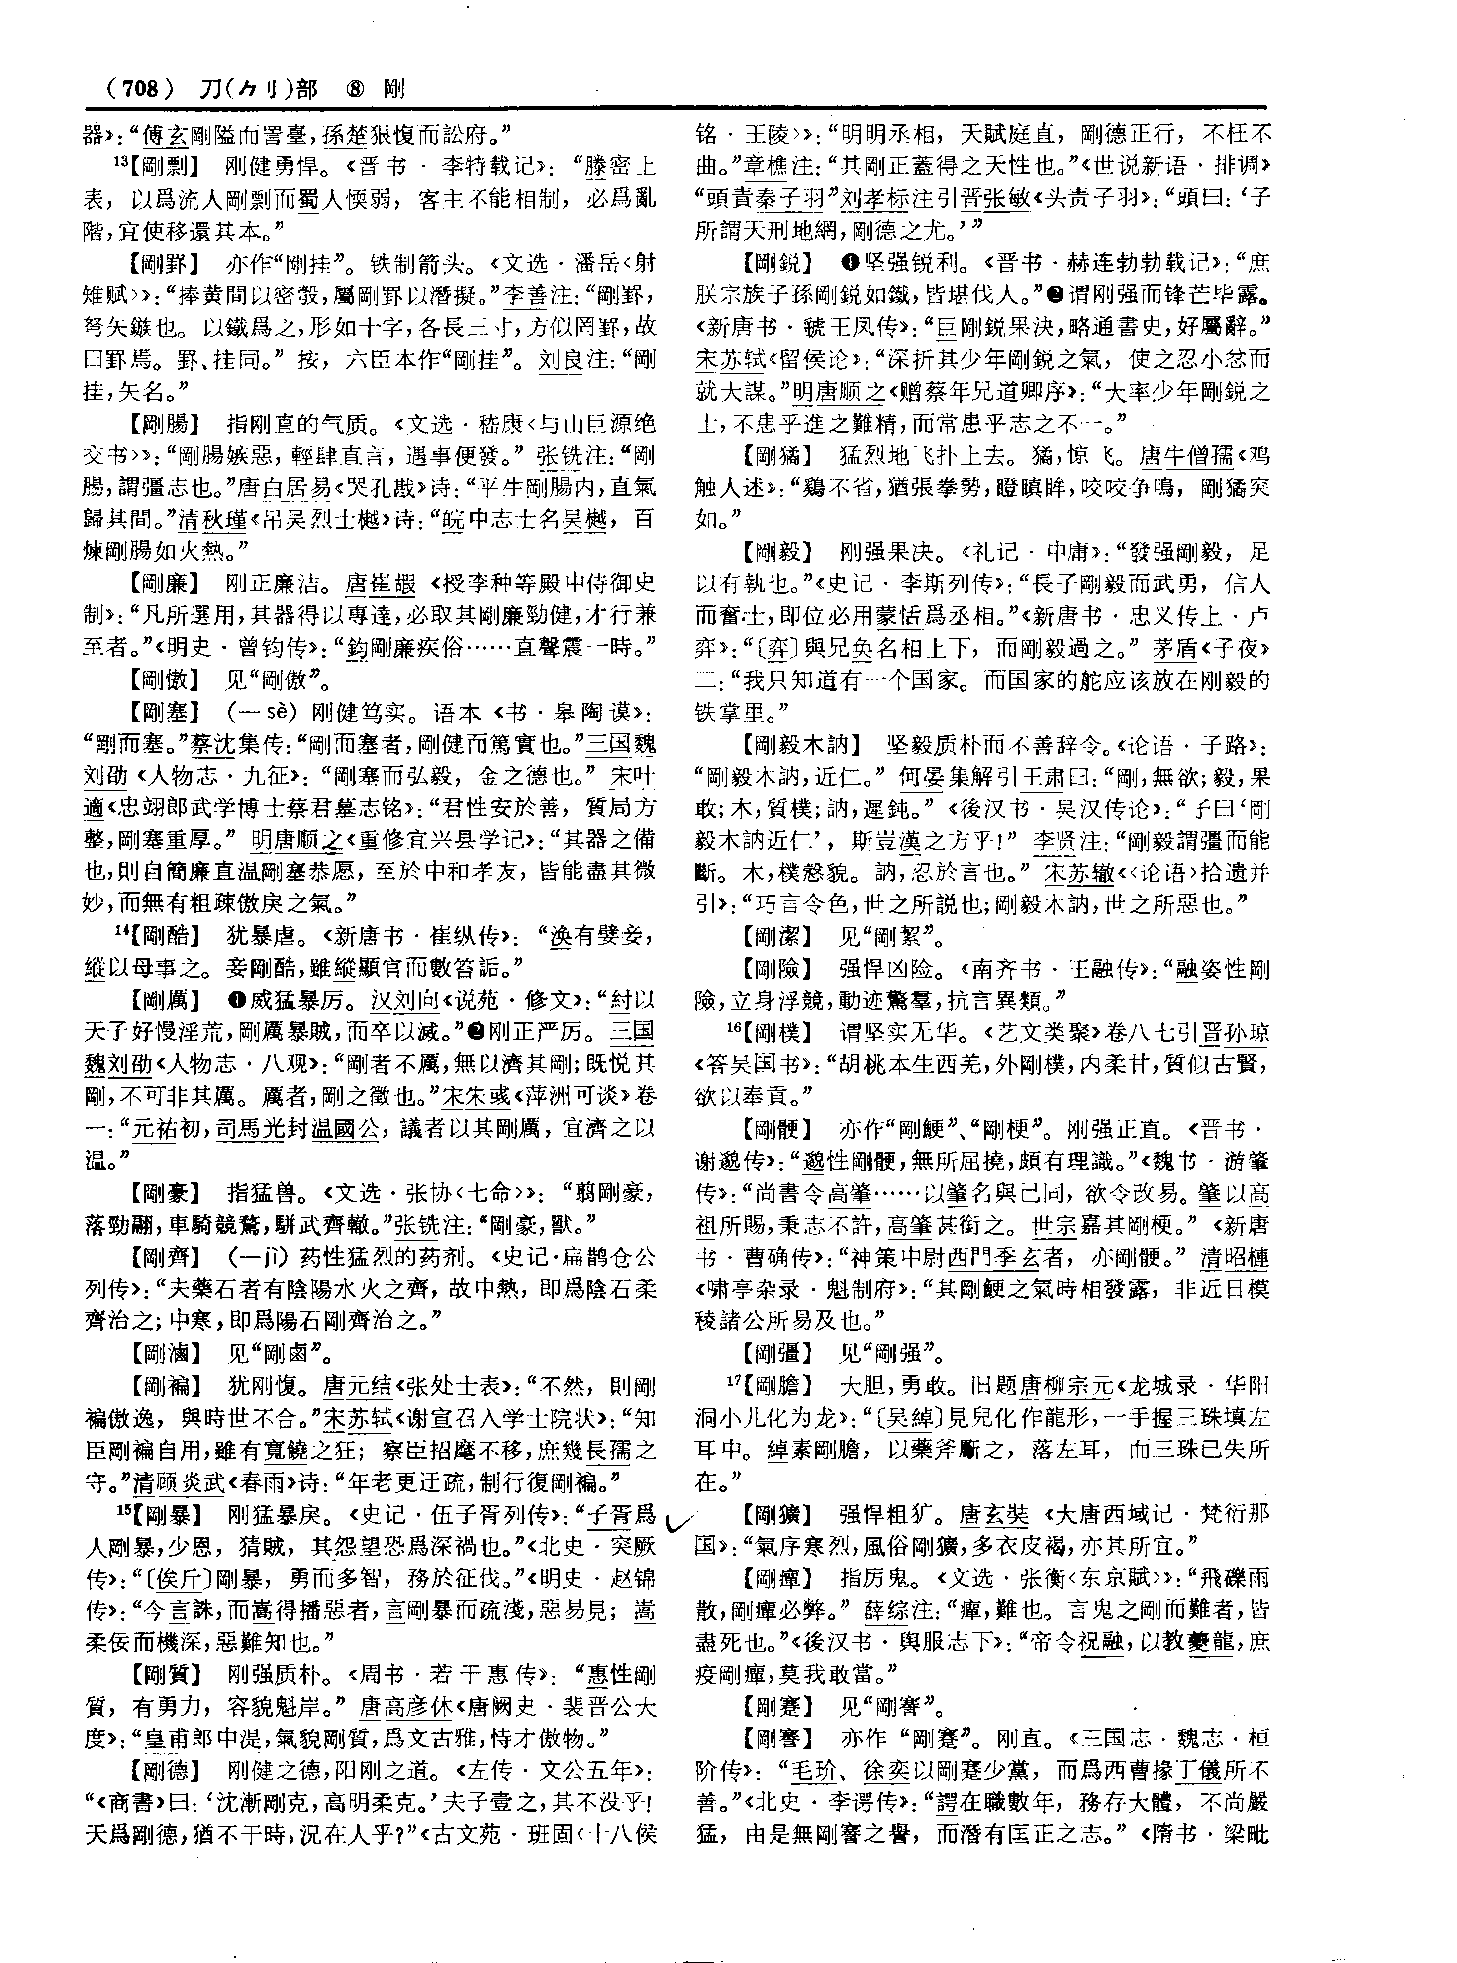 （708） 刀(⺈刂)部 ⑧ 剛
器》：“傅玄剛隘而詈臺，孫楚狠愎而訟府。”
13【剛剽】 刚健勇悍。《晋书·李特载记》：“滕密上
表，以爲流人剛剽而蜀人懦弱，客主不能相制，必爲亂
階，宜使移還其本。”
【剛罫】 亦作“剛挂”。铁制箭头。《文选·潘岳〈射
雉赋〉》：“捧黄間以密彀，屬剛罫以潛擬。”李善注：“剛罫，
弩矢鏃也。以鐵爲之，形如十字，各長三寸，方似罔罫，故
曰罫焉。罫、挂同。”按，六臣本作“剛挂”。刘良注：“剛
挂，矢名。”
【剛腸】 指刚直的气质。《文选·嵇康〈与山巨源绝
交书〉》：“剛腸嫉惡，輕肆直言，遇事便發。”张铣注：“剛
腸，謂彊志也。”唐白居易《哭孔戡》诗：“平生剛腸内，直氣
歸其間。”清秋瑾《吊吴烈士樾》诗：“皖中志士名吴樾，百
煉剛腸如火熱。”
【剛廉】 刚正廉洁。唐崔嘏《授李种等殿中侍御史
制》：“凡所選用，其器得以專達，必取其剛廉勁健，才行兼
至者。”《明史·曾钧传》：“鈞剛廉疾俗……直聲震一時。”
【剛慠】 见“剛傲”。
【剛塞】 （—sè）刚健笃实。语本《书·皋陶谟》：
“剛而塞。”蔡沈集传：“剛而塞者，剛健而篤實也。”三国魏
刘劭《人物志·九征》：“剛塞而弘毅，金之德也。”宋叶
適《忠翊郎武学博士蔡君墓志铭》：“君性安於善，質局方
整，剛塞重厚。”明唐顺之《重修宜兴县学记》：“其器之備
也，則自簡廉直温剛塞恭愿，至於中和孝友，皆能盡其微
妙，而無有粗疎傲戾之氣。”
14【剛酷】 犹暴虐。《新唐书·崔纵传》：“涣有嬖妾，
縱以母事之。妾剛酷，雖縱顯官而數笞詬。”
【剛厲】 ❶威猛暴厉。汉刘向《说苑·修文》：“紂以
天子好慢淫荒，剛厲暴賊，而卒以滅。”❷刚正严厉。三国
魏刘劭《人物志·八观》：“剛者不厲，無以濟其剛；既悦其
剛，不可非其厲。厲者，剛之徵也。”宋朱彧《萍洲可谈》卷
一：“元祐初，司馬光封温國公，議者以其剛厲，宜濟之以
温。”
【剛豪】 指猛兽。《文选·张协〈七命〉》：“翦剛豪，
落勁翮，車騎競騖，駢武齊轍。”张铣注：“剛豪，獸。”
【剛齊】 （—jì）药性猛烈的药剂。《史记·扁鹊仓公
列传》：“夫藥石者有陰陽水火之齊，故中熱，即爲陰石柔
齊治之；中寒，即爲陽石剛齊治之。”
【剛滷】 见“剛鹵”。
【剛褊】 犹刚愎。唐元结《张处士表》：“不然，則剛
褊傲逸，與時世不合。”宋苏轼《谢宣召入学士院状》：“知
臣剛褊自用，雖有寬饒之狂；察臣招麾不移，庶幾長孺之
守。”清顾炎武《春雨》诗：“年老更迂疏，制行復剛褊。”
15【剛暴】 刚猛暴戾。《史记·伍子胥列传》：“子胥爲
人剛暴，少恩，猜賊，其怨望恐爲深禍也。”《北史·突厥
传》：“〔俟斤〕剛暴，勇而多智，務於征伐。”《明史·赵锦
传》：“今言誅，而嵩得播惡者，言剛暴而疏淺，惡易見；嵩
柔佞而機深，惡難知也。”
【剛質】 刚强质朴。《周书·若干惠传》：“惠性剛
質，有勇力，容貌魁岸。”唐高彦休《唐阙史·裴晋公大
度》：“皇甫郎中湜，氣貌剛質，爲文古雅，恃才傲物。”
【剛德】 刚健之德，阳刚之道。《左传·文公五年》：
“《商書》曰：‘沈漸剛克，高明柔克。’夫子壹之，其不没乎！
天爲剛德，猶不干時，況在人乎？”《古文苑·班固〈十八侯
铭·王陵〉》：“明明丞相，天賦庭直，剛德正行，不枉不
曲。”章樵注：“其剛正蓋得之天性也。”《世说新语·排调》
“頭責秦子羽”刘孝标注引晋张敏《头责子羽》：“頭曰：‘子
所謂天刑地網，剛德之尤。’”
【剛鋭】 ❶坚强锐利。《晋书·赫连勃勃载记》：“庶
朕宗族子孫剛鋭如鐵，皆堪伐人。”❷谓刚强而锋芒毕露。
《新唐书·虢王凤传》：“巨剛鋭果決，略通書史，好屬辭。”
宋苏轼《留侯论》：“深折其少年剛鋭之氣，使之忍小忿而
就大謀。”明唐顺之《赠蔡年兄道卿序》：“大率少年剛鋭之
士，不患乎進之難精，而常患乎志之不一。”
【剛獝】 猛烈地飞扑上去。獝，惊飞。唐牛僧孺《鸡
触人述》：“鷄不省，猶張拳勢，瞪瞋眸，咬咬争鳴，剛獝突
如。”
【剛毅】 刚强果决。《礼记·中庸》：“發强剛毅，足
以有執也。”《史记·李斯列传》：“長子剛毅而武勇，信人
而奮士，即位必用蒙恬爲丞相。”《新唐书·忠义传上·卢
弈》：“〔弈〕與兄奂名相上下，而剛毅過之。”茅盾《子夜》
二：“我只知道有一个国家。而国家的舵应该放在刚毅的
铁掌里。”
【剛毅木訥】 坚毅质朴而不善辞令。《论语·子路》：
“剛毅木訥，近仁。”何晏集解引王肃曰：“剛，無欲；毅，果
敢；木，質樸；訥，遲鈍。”《後汉书·吴汉传论》：“子曰‘剛
毅木訥近仁’，斯豈漢之方乎！”李贤注：“剛毅謂彊而能
斷。木，樸慤貌。訥，忍於言也。”宋苏辙《〈论语〉拾遗并
引》：“巧言令色，世之所説也；剛毅木訥，世之所惡也。”
【剛潔】 见“剛絜”。
【剛險】 强悍凶险。《南齐书·王融传》：“融姿性剛
險，立身浮競，動迹驚羣，抗言異類。”
16【剛樸】 谓坚实无华。《艺文类聚》卷八七引晋孙琼
《答吴国书》：“胡桃本生西羌，外剛樸，内柔甘，質似古賢，
欲以奉貢。”
【剛骾】 亦作“剛鯁”、“剛梗”。刚强正直。《晋书·
谢邈传》：“邈性剛骾，無所屈撓，頗有理識。”《魏书·游肇
传》：“尚書令高肇……以肇名與己同，欲令改易。肇以高
祖所賜，秉志不許，高肇甚銜之。世宗嘉其剛梗。”《新唐
书·曹确传》：“神策中尉西門季玄者，亦剛骾。”清昭槤
《啸亭杂录·魁制府》：“其剛鯁之氣時相發露，非近日模
稜諸公所易及也。”
【剛彊】 见“剛强”。
17【剛膽】 大胆，勇敢。旧题唐柳宗元《龙城录·华阳
洞小儿化为龙》：“〔吴綽〕見兒化作龍形，一手握三珠填左
耳中。綽素剛膽，以藥斧斸之，落左耳，而三珠已失所
在。”
【剛獷】 强悍粗犷。唐玄奘《大唐西域记·梵衍那
国》：“氣序寒烈，風俗剛獷，多衣皮褐，亦其所宜。”
【剛癉】 指厉鬼。《文选·张衡〈东京賦〉》：“飛礫雨
散，剛癉必斃。”薛综注：“癉，難也。言鬼之剛而難者，皆
盡死也。”《後汉书·舆服志下》：“帝令祝融，以教夔龍，庶
疫剛癉，莫我敢當。”
【剛蹇】 见“剛謇”。
【剛謇】 亦作“剛蹇”。刚直。《三国志·魏志·桓
阶传》：“毛玠、徐奕以剛蹇少黨，而爲西曹掾丁儀所不
善。”《北史·李谔传》：“諤在職數年，務存大體，不尚嚴
猛，由是無剛謇之譽，而潛有匡正之志。”《隋书·梁毗